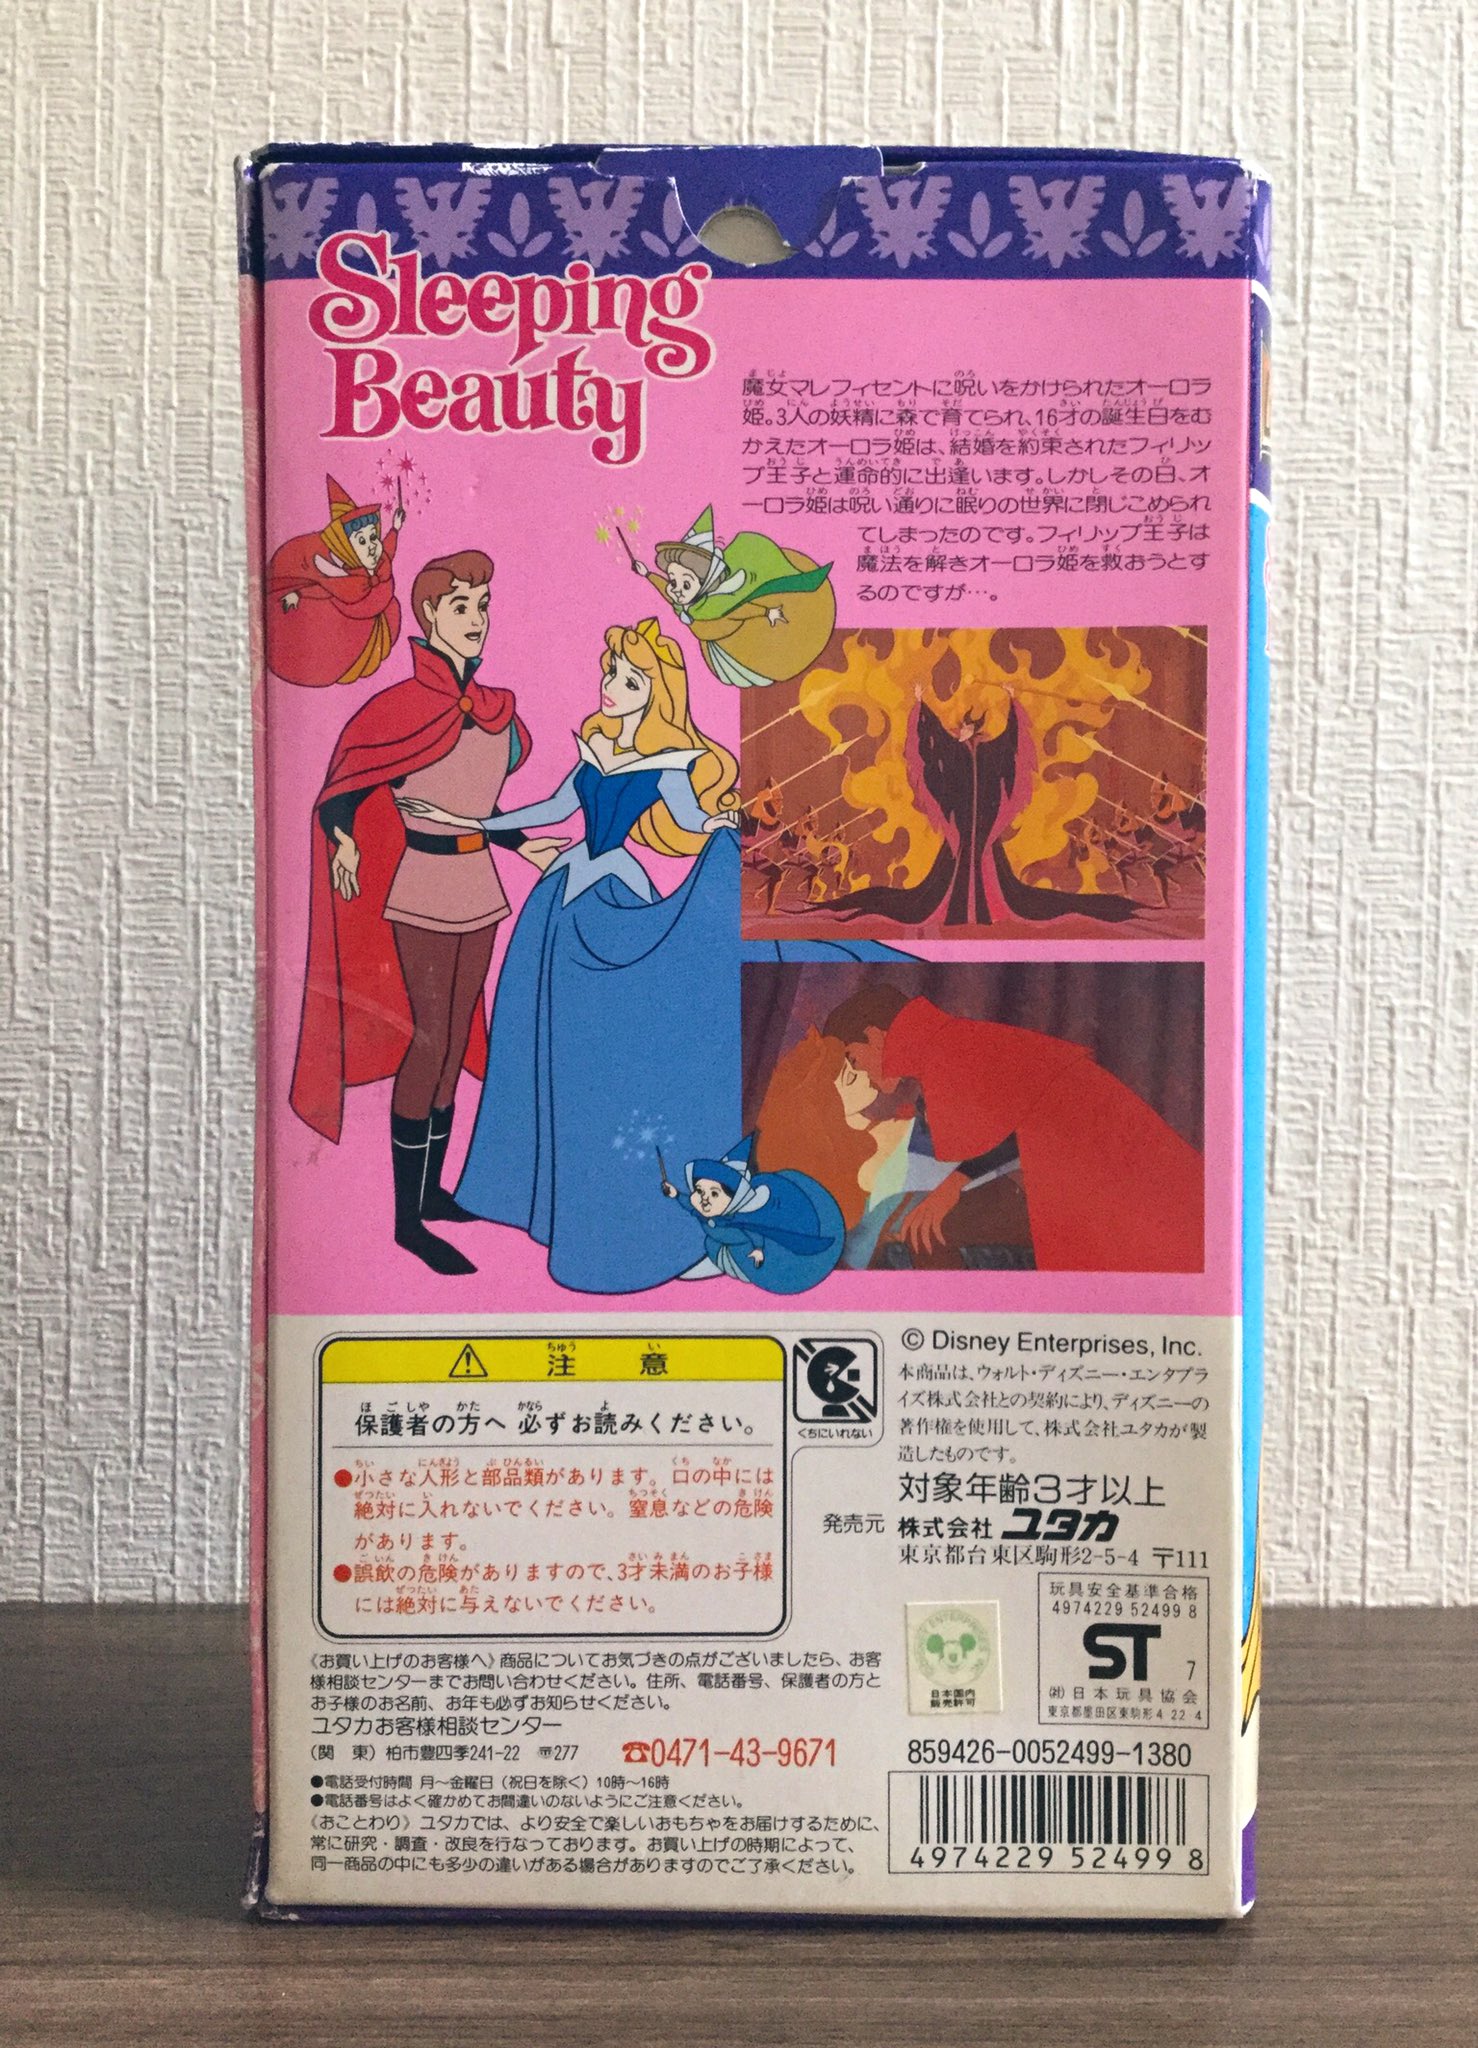 Sleeping
Beauty
魔女マレフィセントに呪いをかけられたオーロラ
姫。3人の妖精に森で育てられ、16才の誕生日をむ
かえたオーロラ姫は、結婚を約束されたフィリッ
プ王子と運命的に出逢います。しかしその日、オ
ーロラ姫は呪い通りに眠りの世界に閉じこめられ
てしまったのです。フィリップ王子は
魔法を解きオーロラ姫を救おうとす
るのですが…。
注意
保護者の方へ 必ずお読みください。
●小さな人形と部品類があります。口の中には
絶対に入れないでください。窒息などの危険
があります。
●誤飲の危険がありますので、3才未満のお子様
には絶対に与えないでください。
くちにいれない
© Disney Enterprises, Inc.
本商品は、ウォルト・ディズニー・エンタプラ
イズ株式会社との契約により、ディズニーの
著作権を使用して、株式会社ユタカが製
造したものです。
対象年齢3才以上
発売元 株式会社 ユタカ
東京都台東区駒形2-5-4 〒111
玩具安全基準合格
4974229 52499 8
ST 7
㈳日本玩具協会
東京都墨田区東駒形4 22 4
日本国内
販売許可
《お買い上げのお客様へ》商品についてお気づきの点がございましたら、お客
様相談センターまでお問い合わせください。住所、電話番号、保護者の方と
お子様のお名前、お年も必ずお知らせください。
ユタカお客様相談センター
(関 東) 柏市豊四季241-22 〒277 ☎0471-43-9671
●電話受付時間 月〜金曜日(祝日を除く)10時〜16時
●電話番号はよく確かめてお間違いのないようにご注意ください。
《おことわり》ユタカでは、より安全で楽しいおもちゃをお届けするために、
常に研究・調査・改良を行なっております。お買い上げの時期によって、
同一商品の中にも多少の違いがある場合がありますのでご了承ください。
859426-0052499-1380
4974229 524998